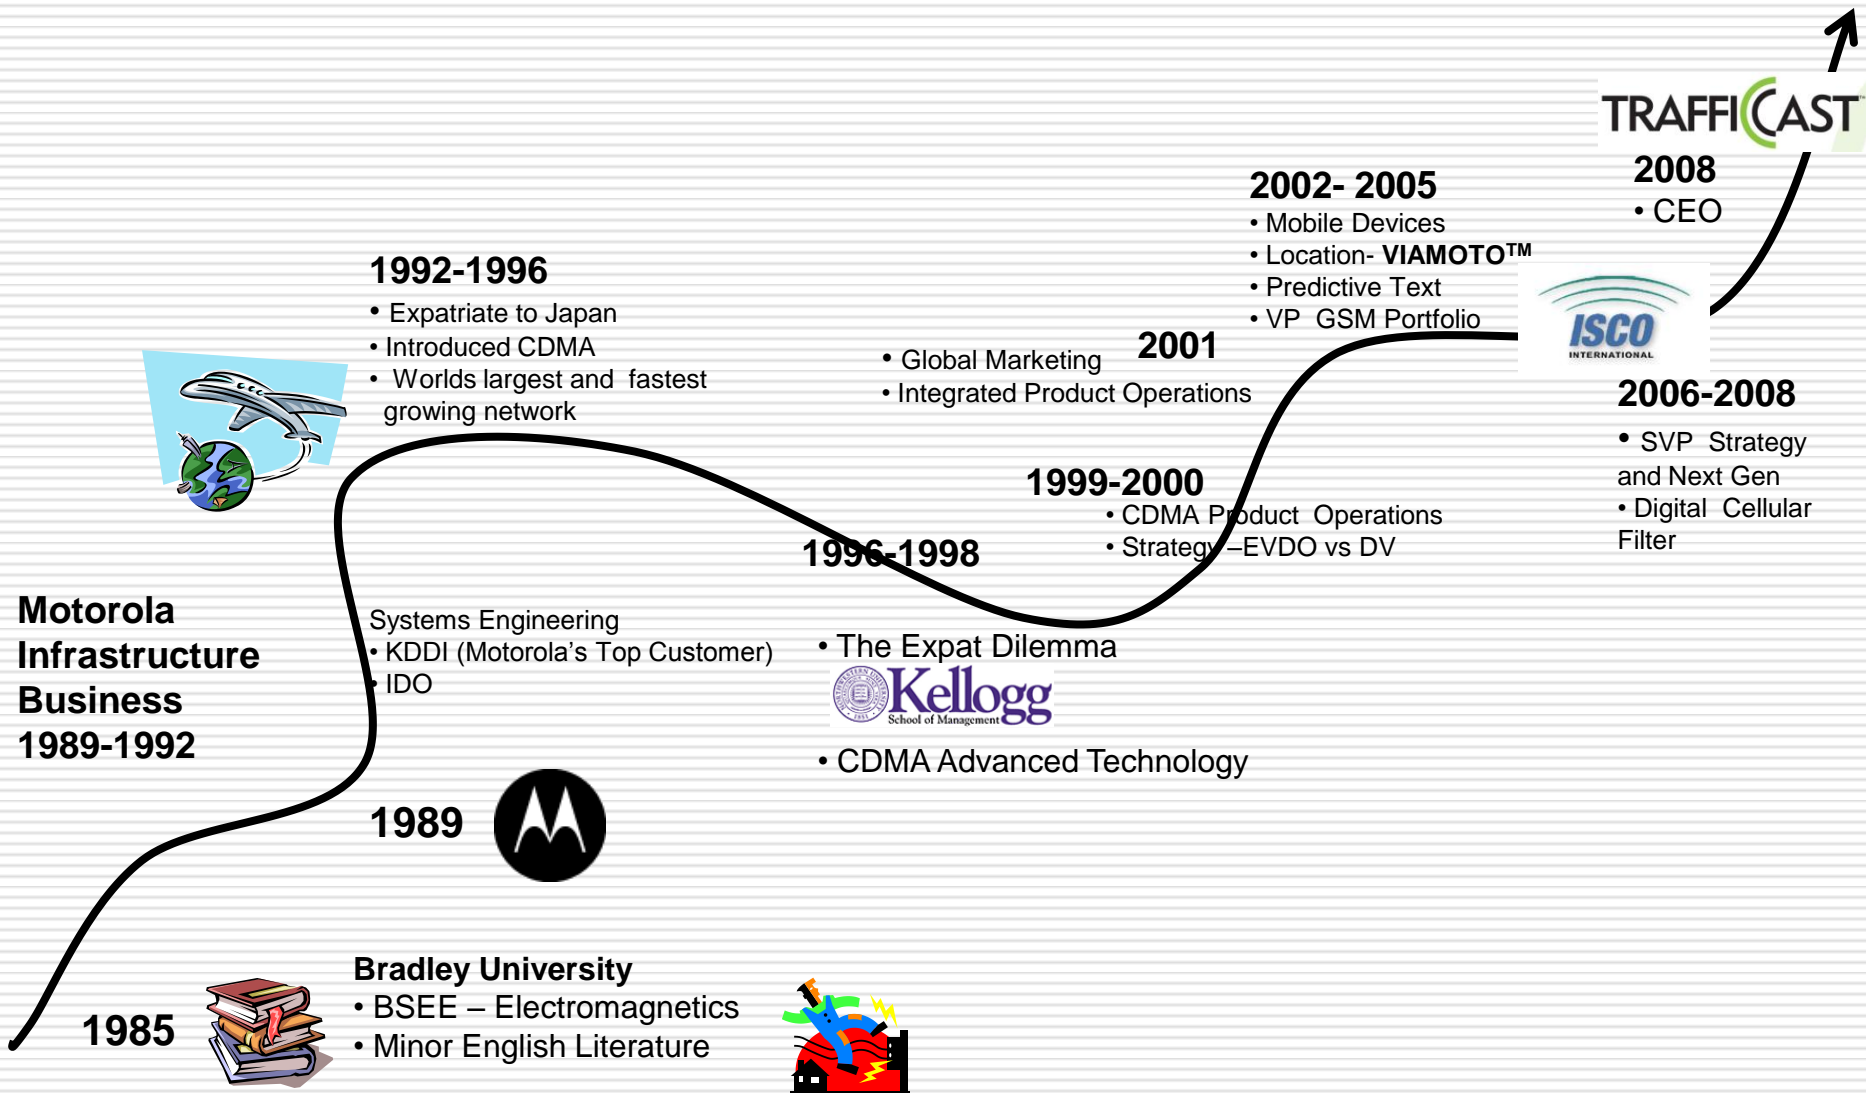 TRAFFICAST
2008
• CEO
2002- 2005
• Mobile Devices
• Location- VIAMOTO™
• Predictive Text
• VP GSM Portfolio
1992-1996
• Expatriate to Japan
• Introduced CDMA
• Worlds largest and fastest
growing network
2001
• Global Marketing
• Integrated Product Operations
ISCO
INTERNATIONAL
2006-2008
• SVP Strategy
and Next Gen
• Digital Cellular
Filter
1999-2000
• CDMA Product Operations
• Strategy –EVDO vs DV
1996-1998
Motorola
Infrastructure
Business
1989-1992
Systems Engineering
• KDDI (Motorola's Top Customer)
• IDO
• The Expat Dilemma
Kellogg
School of Management
• CDMA Advanced Technology
1989
Bradley University
• BSEE – Electromagnetics
• Minor English Literature
1985